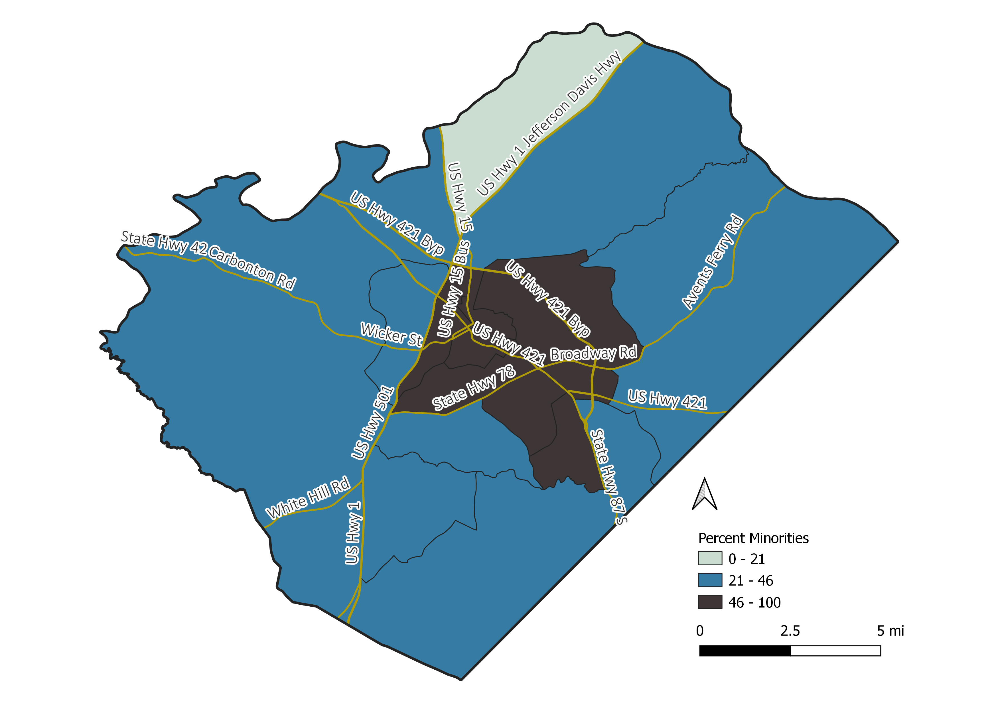 US Hwy 1 Jefferson Davis Hwy
US Hwy 15
US Hwy 421 Byp
State Hwy 42
Carbonton Rd
US Hwy 15 Bus
US Hwy 421 Byp
Avents Ferry Rd
Wicker St
US Hwy 421
Broadway Rd
State Hwy 78
US Hwy 501
US Hwy 421
State Hwy 87 S
White Hill Rd
US Hwy 1
Percent Minorities
0 - 21
21 - 46
46 - 100
0 2.5 5 mi